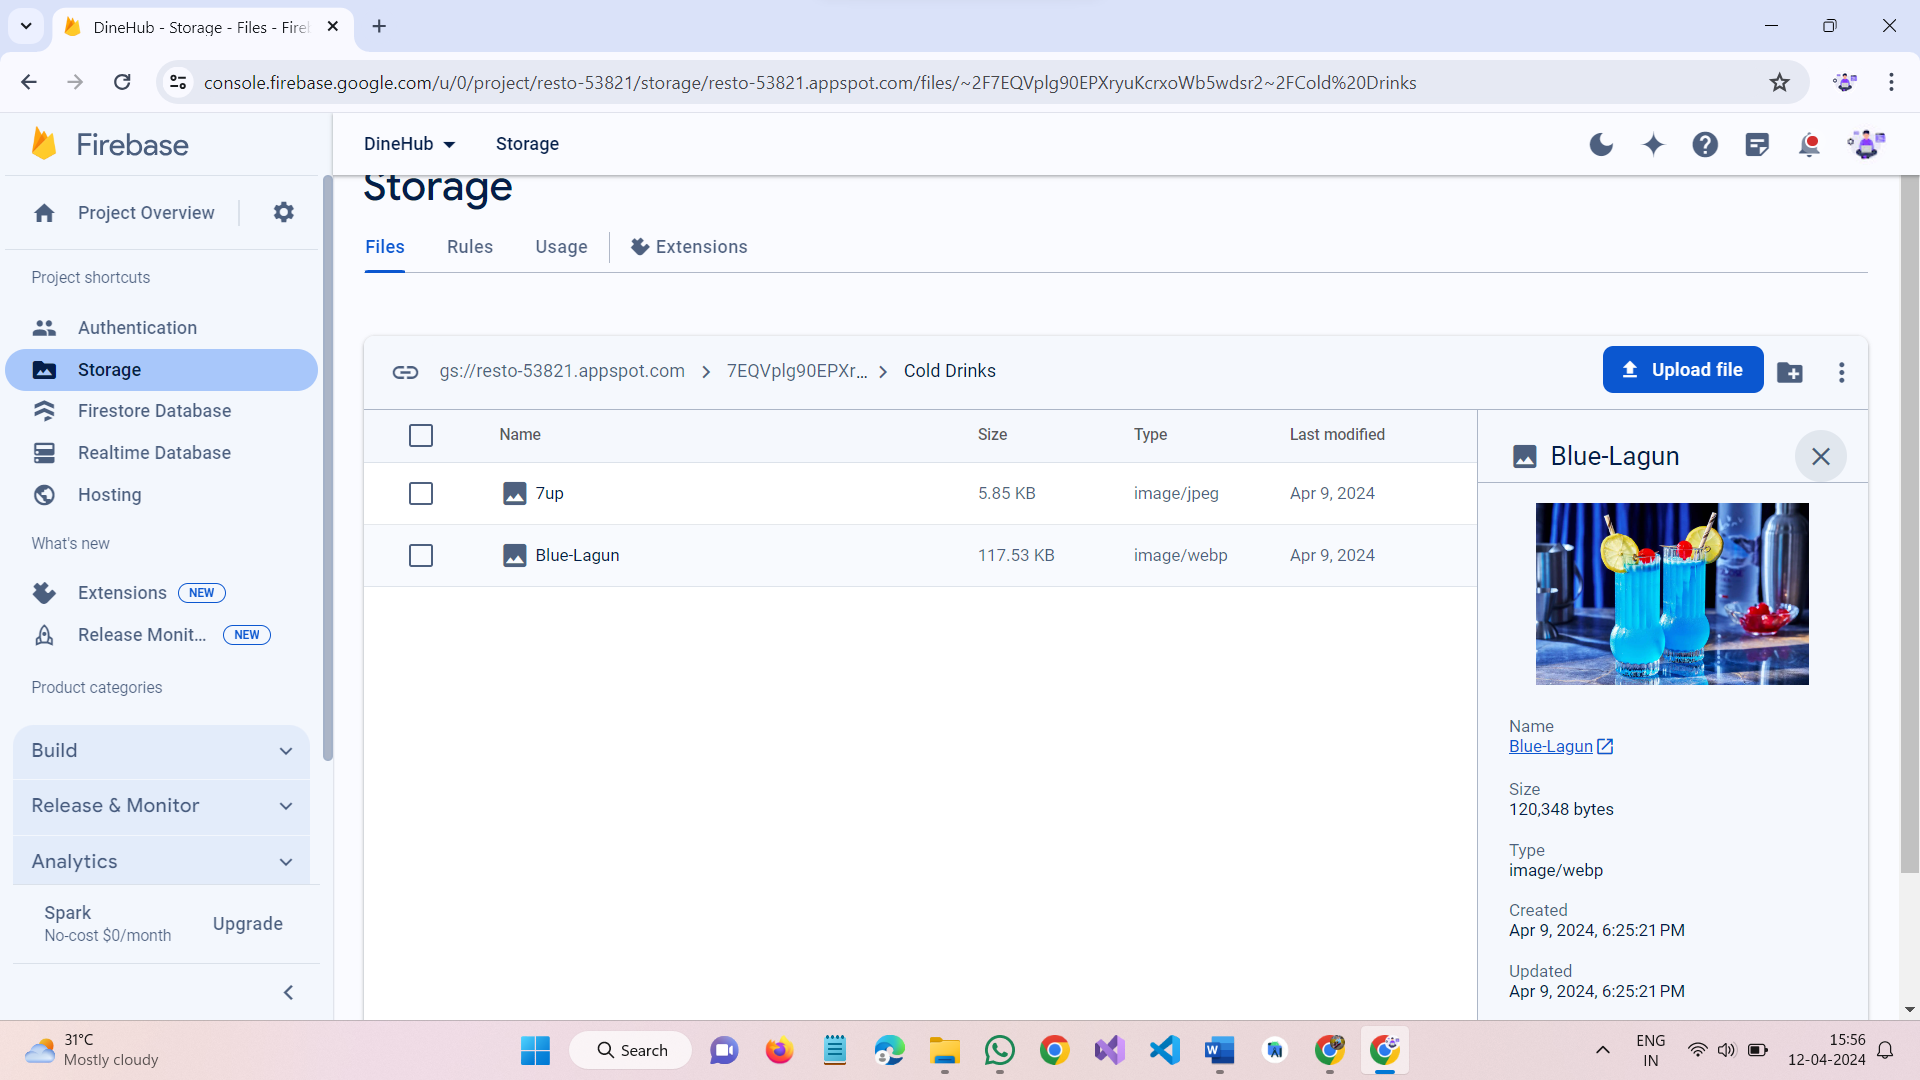 DineHub - Storage - Files - Fire
console.firebase.google.com/u/0/project/resto-53821/storage/resto-53821.appspot.com/files/~2F7EQVplg90EPXryuKcrxoWb5wdsr2~2FCold%20Drinks
Firebase
DineHub
Storage
Storage
Project Overview
Files
Rules
Usage
Extensions
Project shortcuts
Authentication
Storage
Firestore Database
Realtime Database
Hosting
What's new
Extensions NEW
Release Monit... NEW
Product categories
Build
Release & Monitor
Analytics
Spark
No-cost $0/month
Upgrade
gs://resto-53821.appspot.com
7EQVplg90EPXr...
Cold Drinks
Upload file
Name Size Type Last modified
7up 5.85 KB image/jpeg Apr 9, 2024
Blue-Lagun 117.53 KB image/webp Apr 9, 2024
Blue-Lagun
Name
Blue-Lagun
Size
120,348 bytes
Type
image/webp
Created
Apr 9, 2024, 6:25:21 PM
Updated
Apr 9, 2024, 6:25:21 PM
31°C
Mostly cloudy
Search
ENG
IN
15:56
12-04-2024